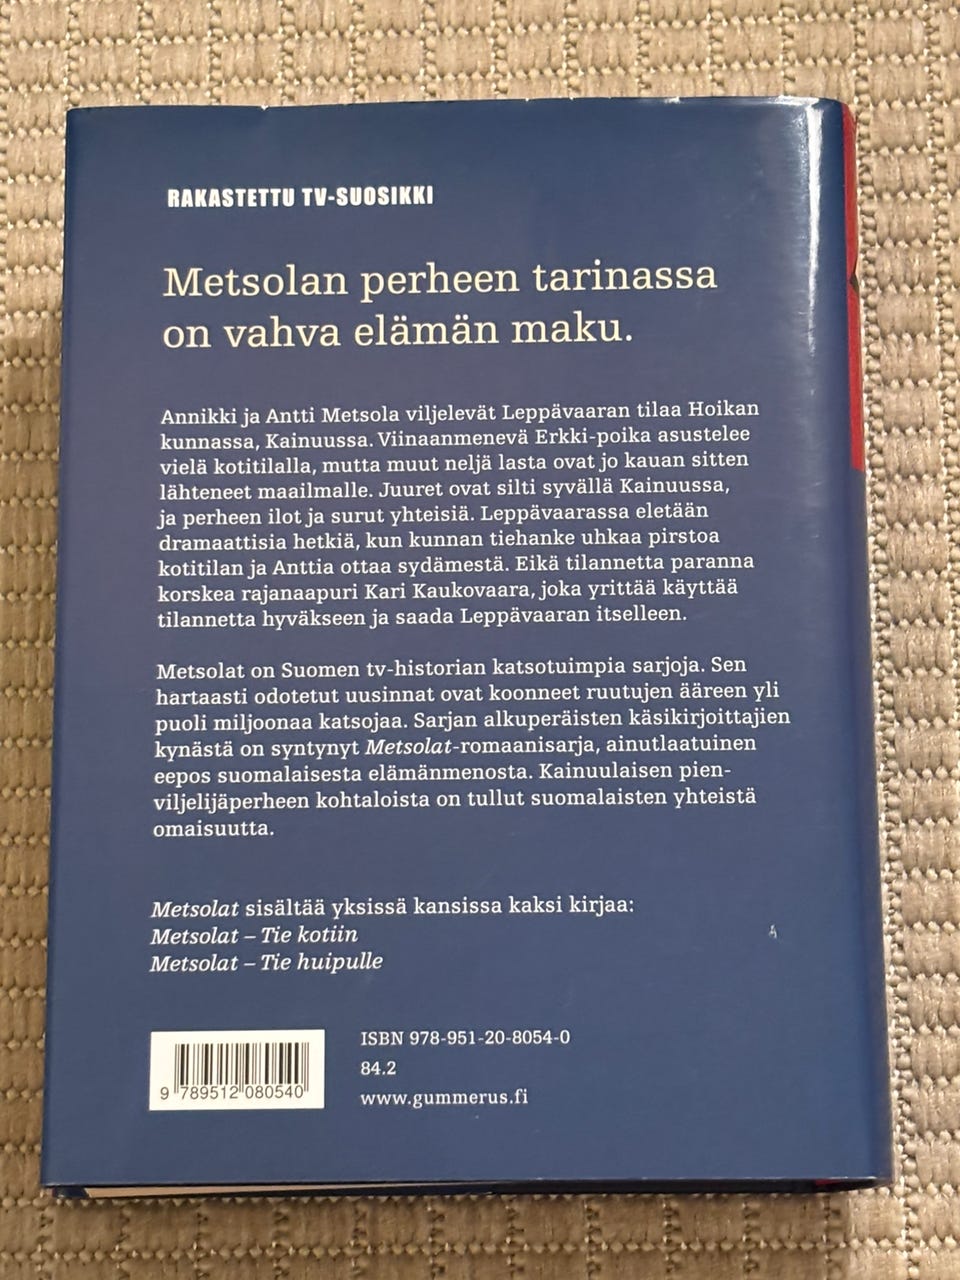 RAKASTETTU TV-SUOSIKKI
Metsolan perheen tarinassa
on vahva elämän maku.
Annikki ja Antti Metsola viljelevät Leppävaaran tilaa Hoikan
kunnassa, Kainuussa. Viinaanmenevä Erkki-poika asustelee
vielä kotitilalla, mutta muut neljä lasta ovat jo kauan sitten
lähteneet maailmalle. Juuret ovat silti syvällä Kainuussa,
ja perheen ilot ja surut yhteisiä. Leppävaarassa eletään
dramaattisia hetkiä, kun kunnan tiehanke uhkaa pirstoa
kotitilan ja Anttia ottaa sydämestä. Eikä tilannetta paranna
korskea rajanaapuri Kari Kaukovaara, joka yrittää käyttää
tilannetta hyväkseen ja saada Leppävaaran itselleen.
Metsolat on Suomen tv-historian katsotuimpia sarjoja. Sen
hartaasti odotetut uusinnat ovat koonneet ruutujen ääreen yli
puoli miljoonaa katsojaa. Sarjan alkuperäisten käsikirjoittajien
kynästä on syntynyt Metsolat-romaanisarja, ainutlaatuinen
eepos suomalaisesta elämänmenosta. Kainuulaisen pien-
viljelijäperheen kohtaloista on tullut suomalaisten yhteistä
omaisuutta.
Metsolat sisältää yksissä kansissa kaksi kirjaa:
Metsolat – Tie kotiin
Metsolat – Tie huipulle
ISBN 978-951-20-8054-0
84.2
www.gummerus.fi
9 789512 080540